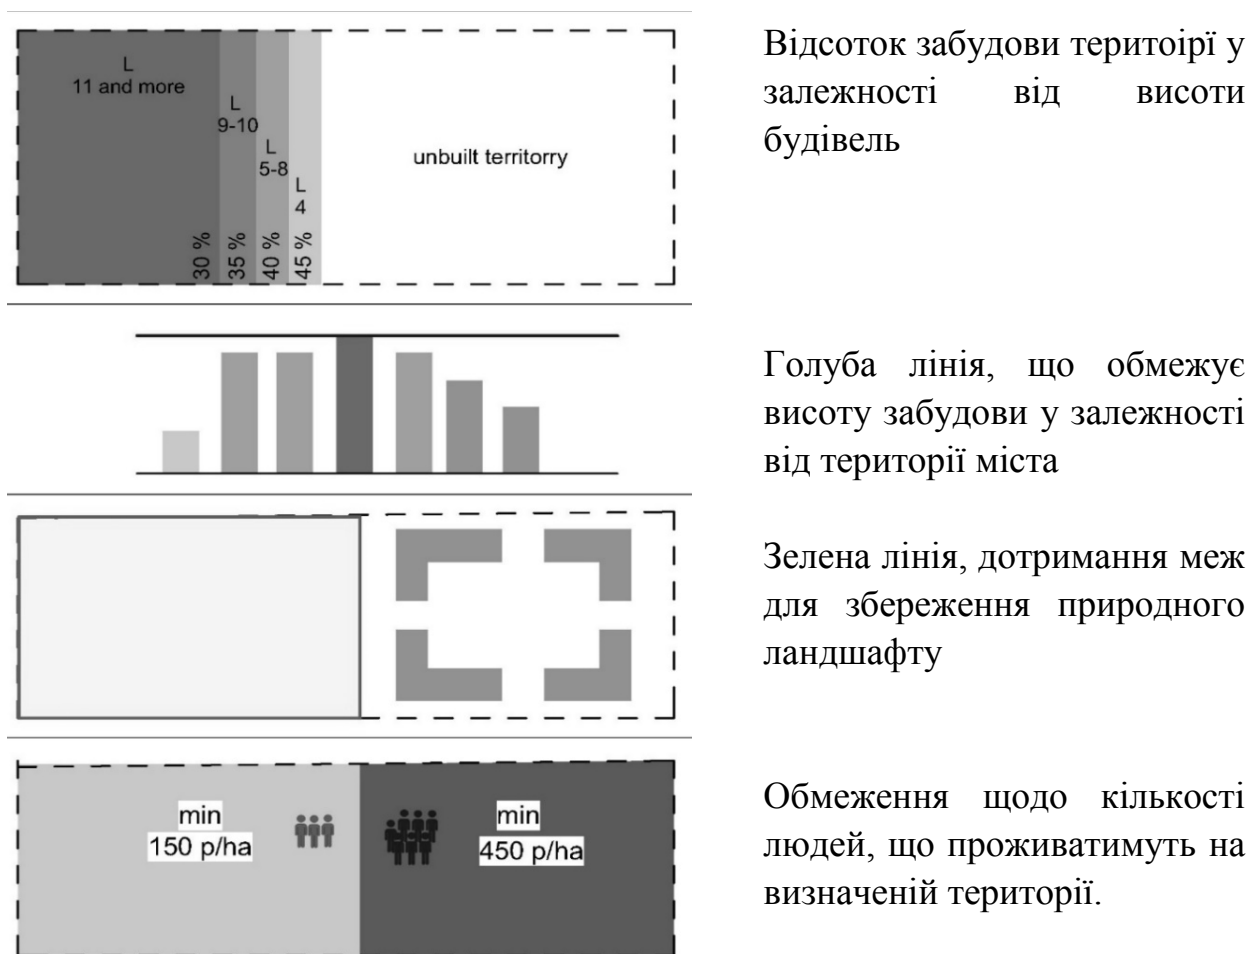 L
11 and more
L
9-10
L
5-8
L
4
30 %
35 %
40 %
45 %
unbuilt territorry
Відсоток забудови the територірї у
залежності від висоти
будівель
Голуба лінія, що обмежує
висоту забудови у залежності
від території міста
Зелена лінія, дотримання меж
для збереження природного
ландшафту
min
150 p/ha
min
450 p/ha
Обмеження щодо кількості
людей, що проживатимуть на
визначеній території.